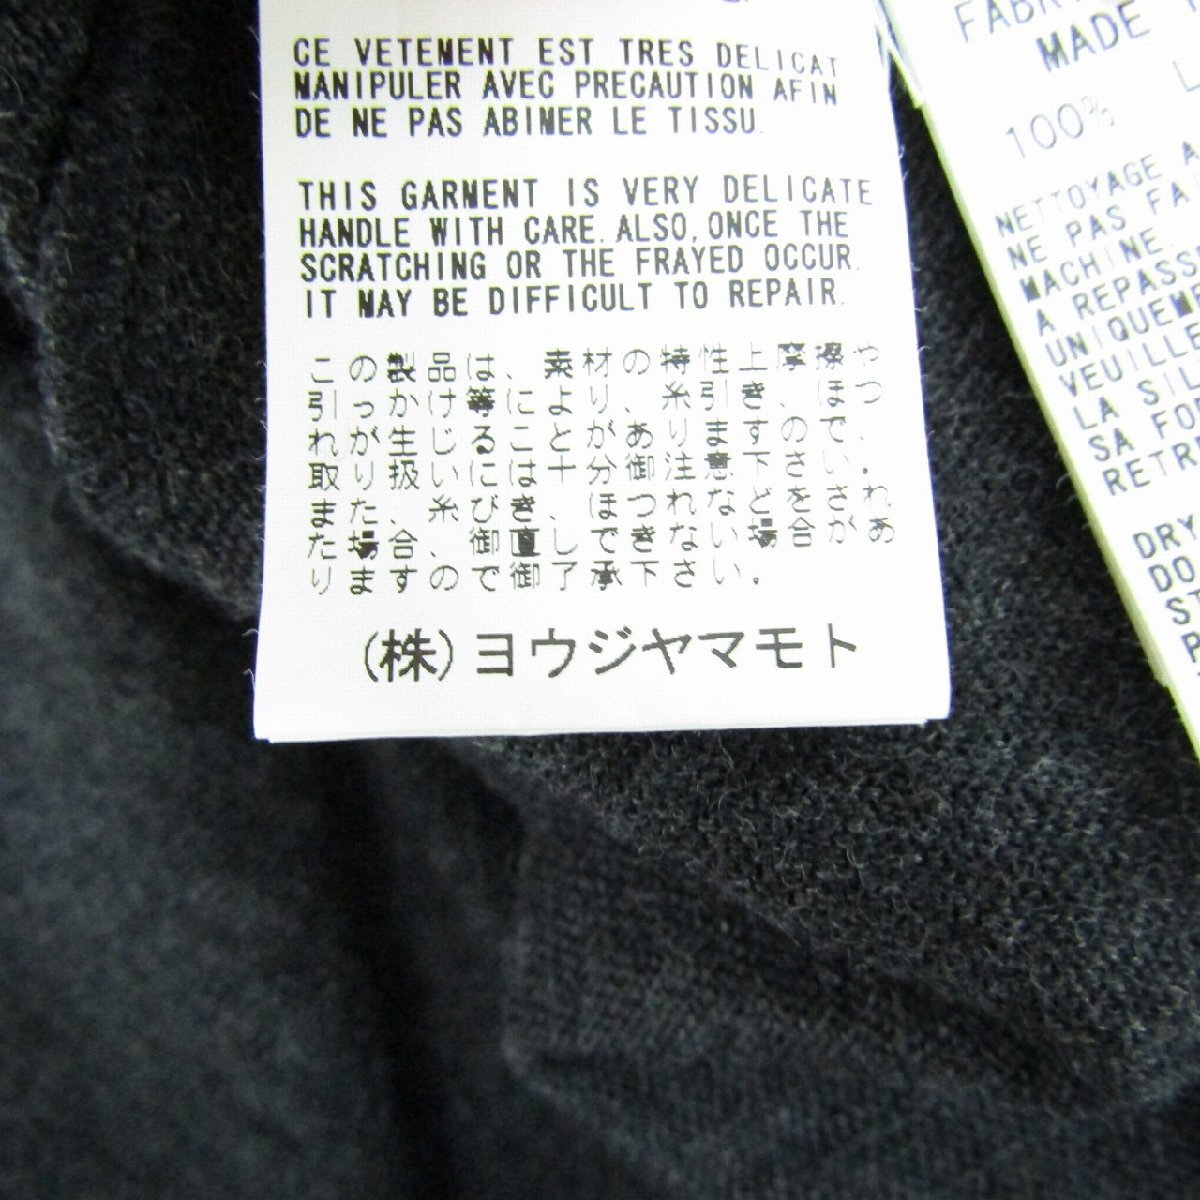 CE VETEMENT EST TRES DELICAT
MANIPULER AVEC PRECAUTION AFIN
DE NE PAS ABIMER LE TISSU.
THIS GARMENT IS VERY DELICATE.
HANDLE WITH CARE. ALSO, ONCE THE
SCRATCHING OR THE FRAYED OCCUR.
IT MAY BE DIFFICULT TO REPAIR.
この製品は、素材の特性上摩擦や
引っかけ等により、糸引き、ほつ
れが生じることがありますので、
取り扱いには十分御注意下さい。
また、糸びき、ほつれなどをされ
た場合、御直しできない場合があ
りますので御了承下さい。
(株)ヨウジヤマモト
MADE
100%
NETTOYAGE
NE PAS
MACHINE.
A REPASS
UNIQUEM
VEUILLE
LA SIL
SA FO
RETR
DRY
DO
ST
P